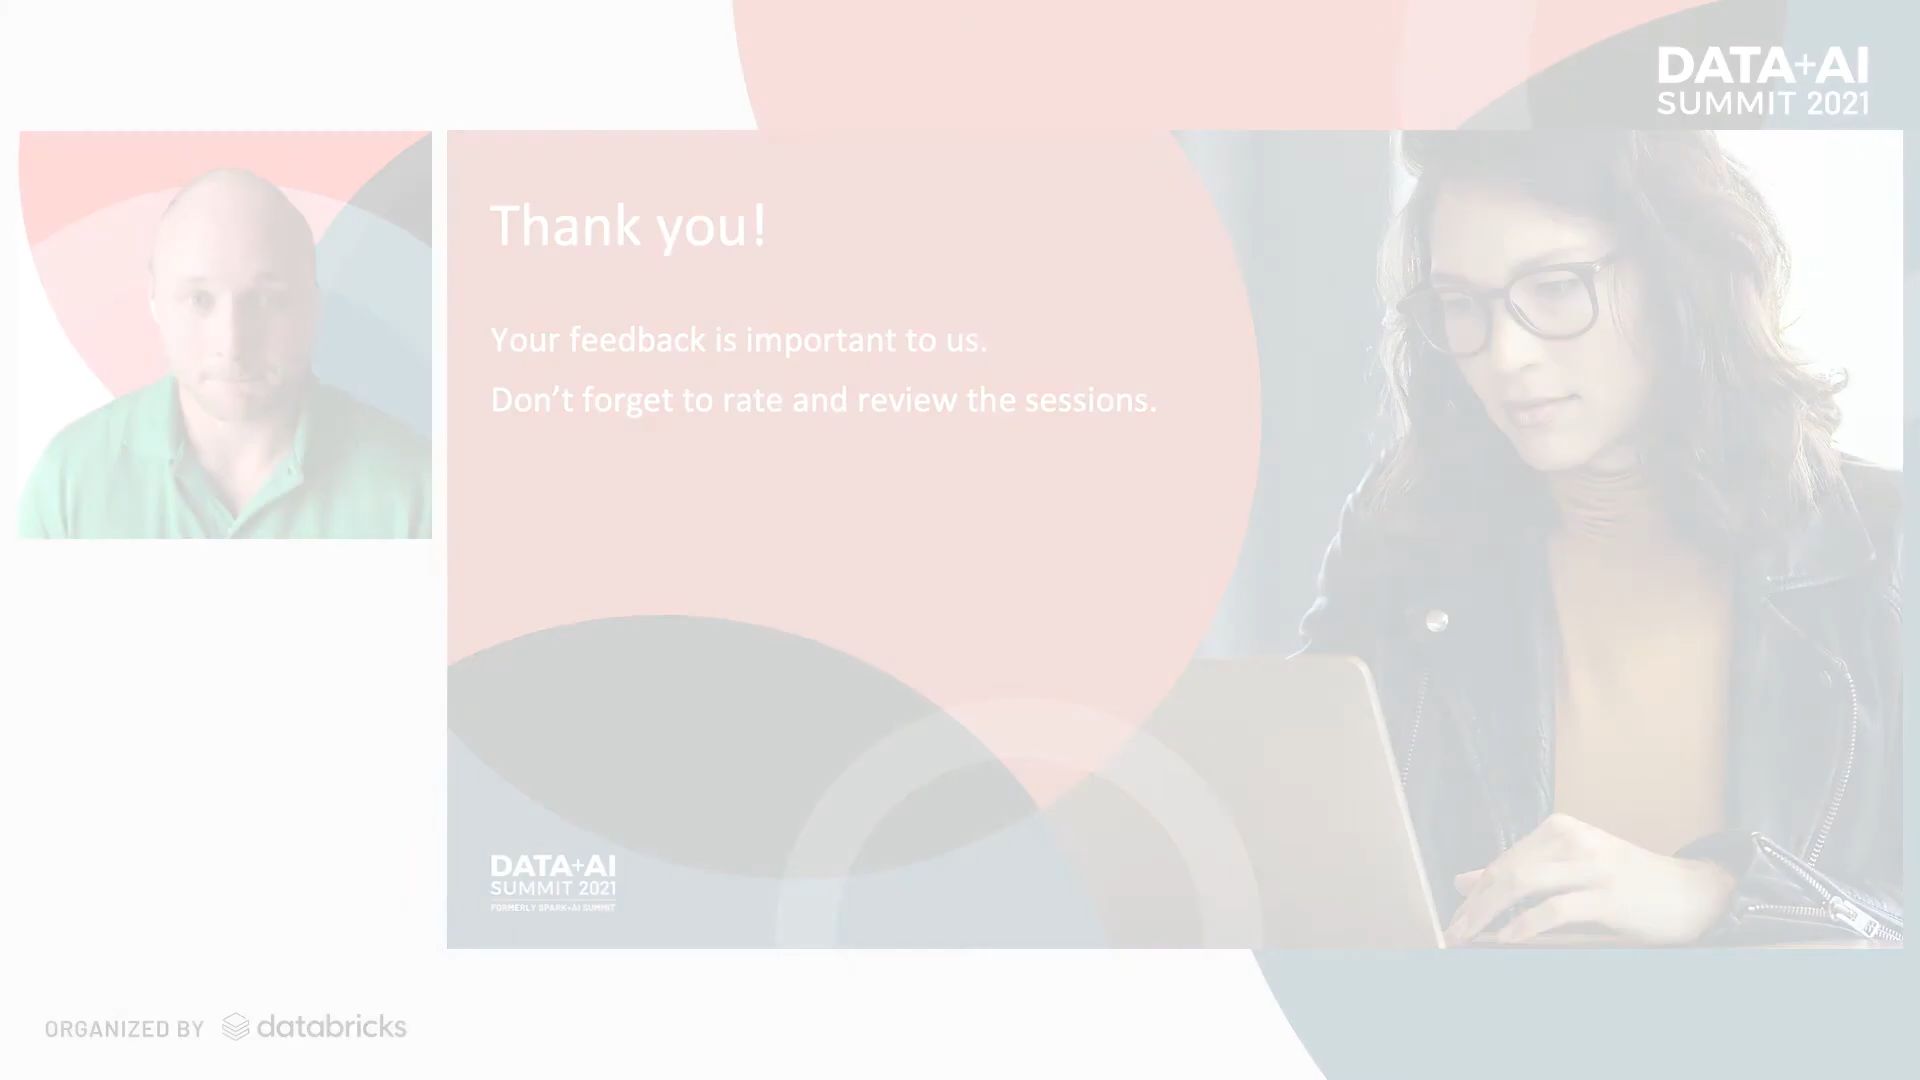 DATA+AI
SUMMIT 2021
Thank you!
Your feedback is important to us.
Don’t forget to rate and review the sessions.
DATA+AI
SUMMIT 2021
FORMERLY SPARK+AI SUMMIT
ORGANIZED BY databricks